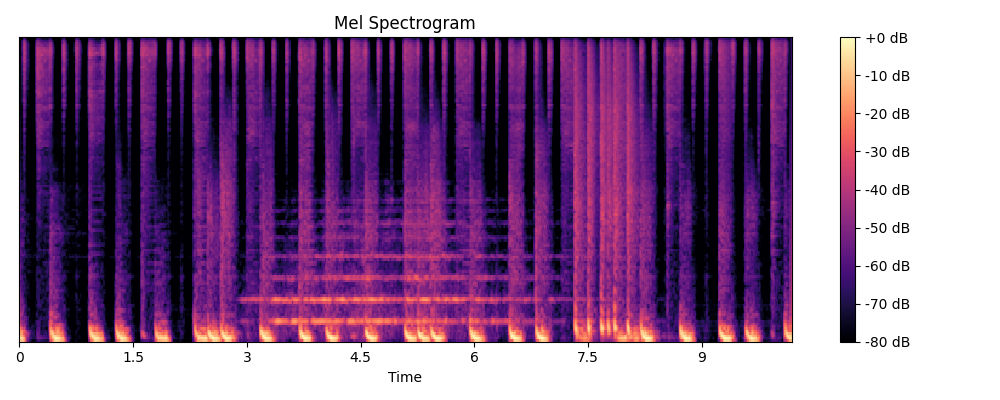 Mel Spectrogram
+0 dB
-10 dB
-20 dB
-30 dB
-40 dB
-50 dB
-60 dB
-70 dB
-80 dB
0 1.5 3 4.5 6 7.5 9
Time